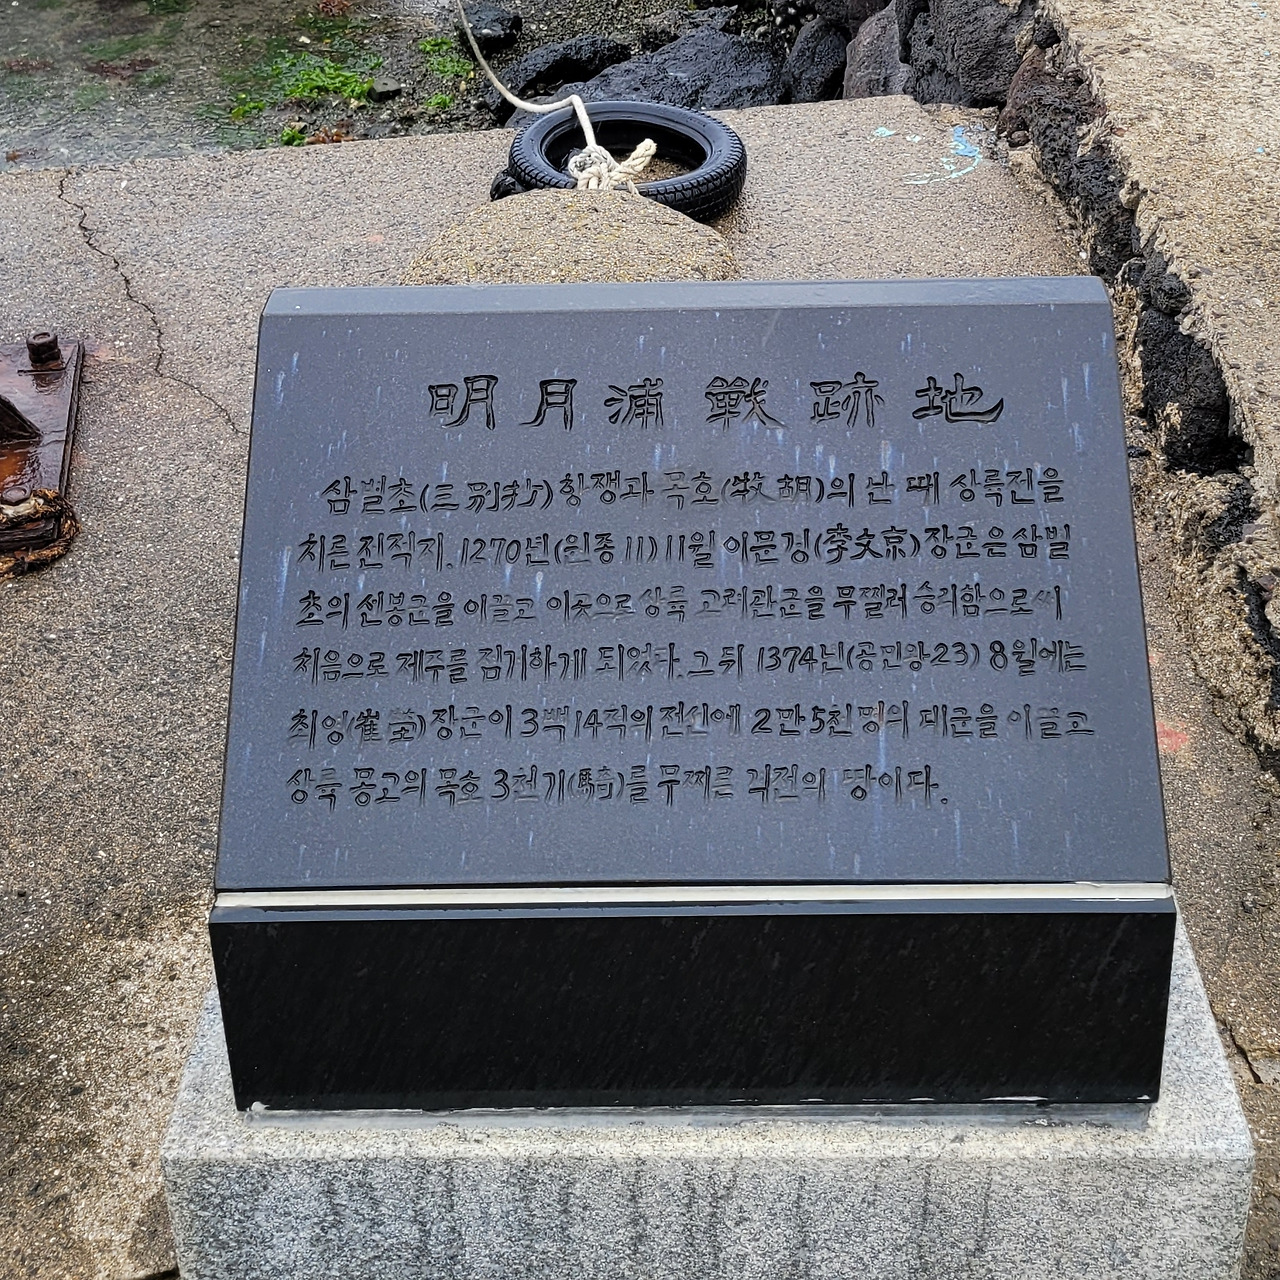 明月浦戰跡地
삼별초(三別抄)항쟁과 목호(牧胡)의 난 때 상륙전을
치른 전적지. 1270년(원종 11) 11월 이문경(李文京)장군은 삼별
초의 선봉군을 이끌고 이곳으로 상륙 고려관군을 무찔러 승리함으로써
처음으로 제주를 점거하게 되었다. 그 뒤 1374년(공민왕 23) 8월에는
최영(崔瑩)장군이 3백14척의 전선에 2만 5천명의 대군을 이끌고
상륙 몽고의 목호 3천기(騎)를 무찌른 격전의 땅이다.